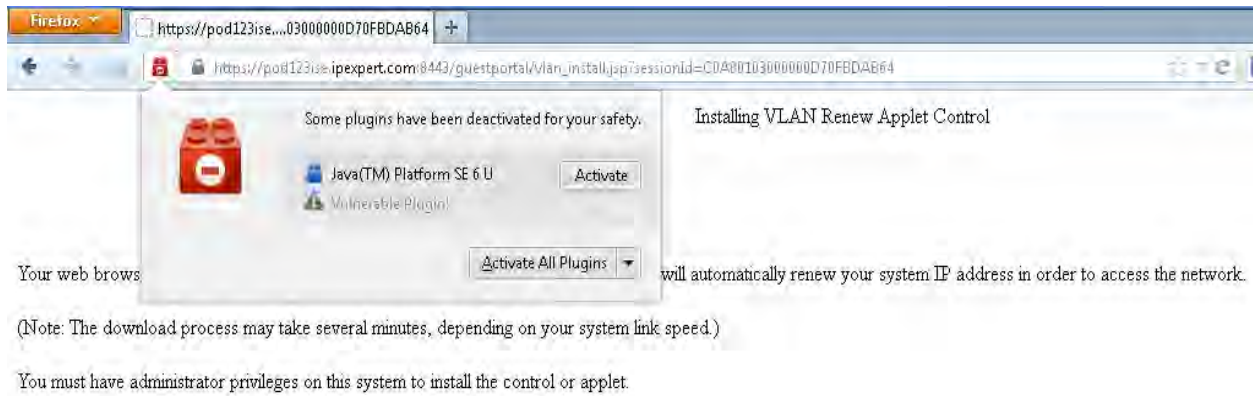 Firefox
https://pod123ise....03000000D70FBDAB64
https://pod123ise.ipexpert.com:8443/guestportal/vlan_install.jsp?sessionId=C0A80103000000D70FBDAB64
Some plugins have been deactivated for your safety.
Installing VLAN Renew Applet Control
Java(TM) Platform SE 6 U
Activate
Vulnerable Plugin!
Activate All Plugins
Your web brows
will automatically renew your system IP address in order to access the network.
(Note: The download process may take several minutes, depending on your system link speed.)
You must have administrator privileges on this system to install the control or applet.